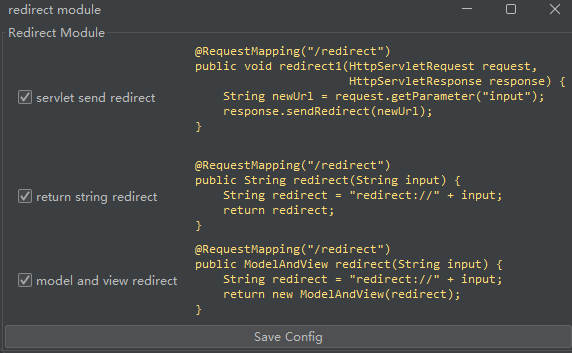 redirect module
Redirect Module
@RequestMapping("/redirect")
public void redirect1(HttpServletRequest request,
                      HttpServletResponse response) {
    String newUrl = request.getParameter("input");
    response.sendRedirect(newUrl);
}
servlet send redirect
@RequestMapping("/redirect")
public String redirect(String input) {
    String redirect = "redirect://" + input;
    return redirect;
}
return string redirect
@RequestMapping("/redirect")
public ModelAndView redirect(String input) {
    String redirect = "redirect://" + input;
    return new ModelAndView(redirect);
}
model and view redirect
Save Config